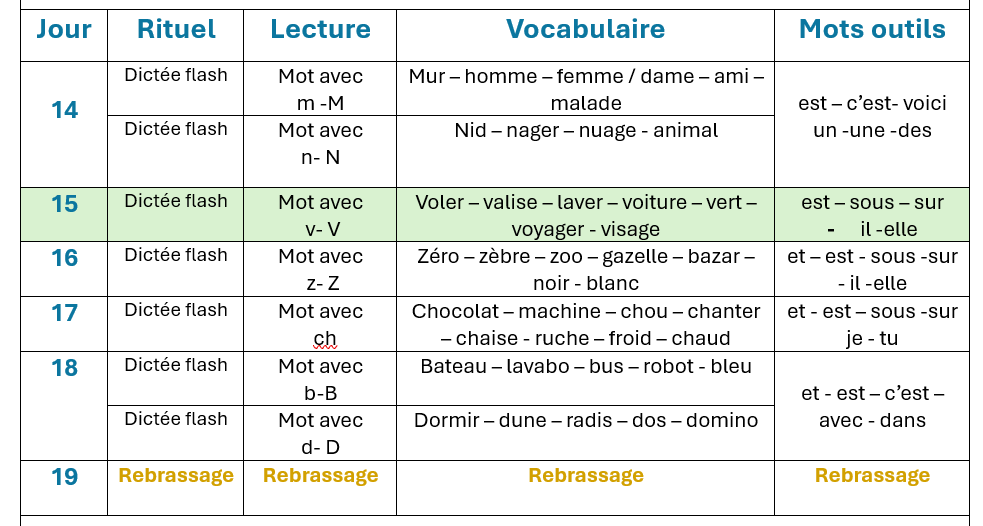 Jour Rituel Lecture Vocabulaire Mots outils
14
Dictée flash
Mot avec
m -M
Mur – homme – femme / dame – ami –
malade
est – c’est- voici
un -une -des
Dictée flash
Mot avec
n- N
Nid – nager – nuage - animal
15
Dictée flash
Mot avec
v- V
Voler – valise – laver – voiture – vert –
voyager - visage
est – sous – sur
- il -elle
16
Dictée flash
Mot avec
z- Z
Zéro – zèbre – zoo – gazelle – bazar –
noir - blanc
et – est - sous -sur
- il -elle
17
Dictée flash
Mot avec
ch
Chocolat – machine – chou – chanter
– chaise - ruche – froid – chaud
et - est – sous -sur
je - tu
18
Dictée flash
Mot avec
b-B
Bateau – lavabo – bus – robot - bleu
et - est – c’est –
avec - dans
Dictée flash
Mot avec
d- D
Dormir – dune – radis – dos – domino
19
Rebrassage Rebrassage Rebrassage Rebrassage